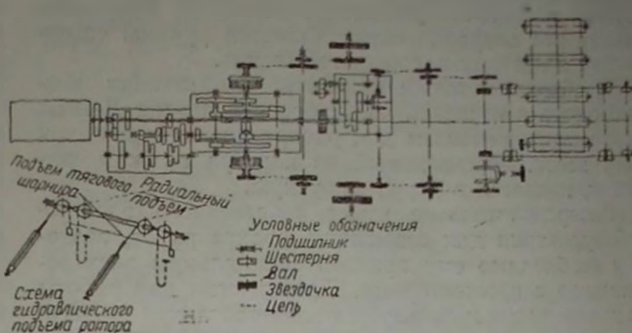 Подъем тягового
шарнира
Радиальный
подъем
Схема
гидравлического
подъема ротора
Условные обозначения
Подшипник
Шестерня
Вал
Звездочка
Цепь